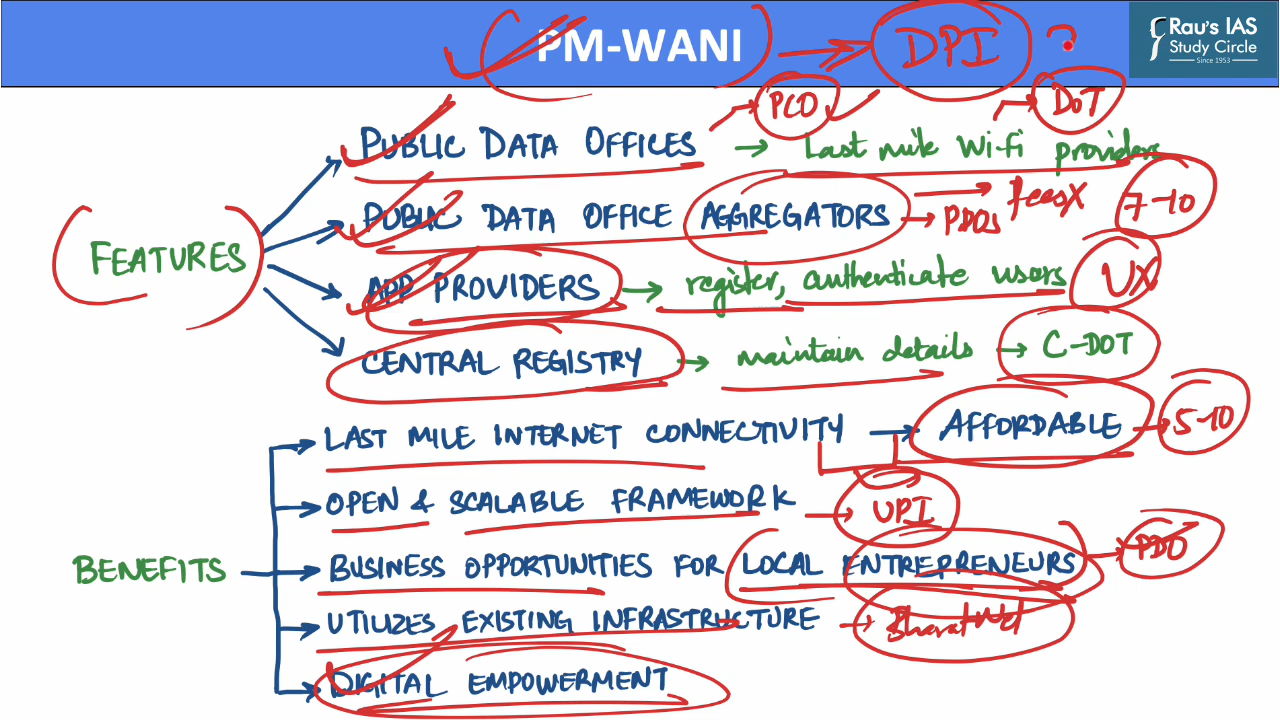 PM-WANI → DPI ?
Rau's IAS
Study Circle
Since 1953
PCO DOT
PUBLIC DATA OFFICES → Last mile Wi-Fi providers
PUBLIC DATA OFFICE AGGREGATORS → fees X 7-10
→ PDOs
FEATURES
APP PROVIDERS → register, authenticate users UX
CENTRAL REGISTRY → maintain details → C-DOT
LAST MILE INTERNET CONNECTIVITY → AFFORDABLE → 5-10
OPEN & SCALABLE FRAMEWORK → UPI
BENEFITS
BUSINESS OPPORTUNITIES FOR LOCAL ENTREPRENEURS → PDO
UTILIZES EXISTING INFRASTRUCTURE → BharatNet
DIGITAL EMPOWERMENT